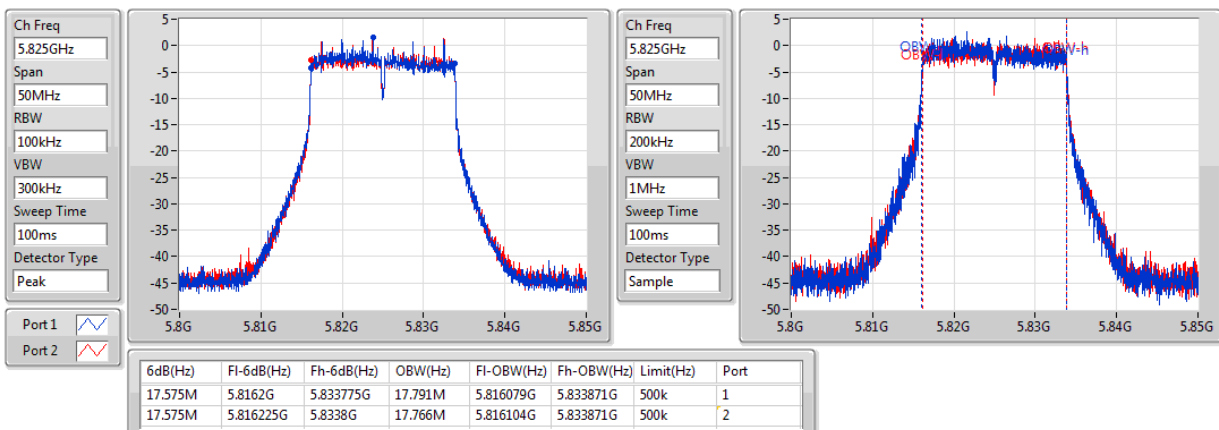 Ch Freq
5.825GHz
Span
50MHz
RBW
100kHz
VBW
300kHz
Sweep Time
100ms
Detector Type
Peak
Port 1
Port 2
5-
0-
-5-
-10-
-15-
-20-
-25-
-30-
-35-
-40-
-45-
-50-
5.8G 5.81G 5.82G 5.83G 5.84G 5.85G
Ch Freq
5.825GHz
Span
50MHz
RBW
200kHz
VBW
1MHz
Sweep Time
100ms
Detector Type
Sample
5-
0-
-5-
-10-
-15-
-20-
-25-
-30-
-35-
-40-
-45-
-50-
5.8G 5.81G 5.82G 5.83G 5.84G 5.85G
6dB(Hz) Fl-6dB(Hz) Fh-6dB(Hz) OBW(Hz) Fl-OBW(Hz) Fh-OBW(Hz) Limit(Hz) Port
17.575M 5.8162G 5.833775G 17.791M 5.816079G 5.833871G 500k 1
17.575M 5.816225G 5.8338G 17.766M 5.816104G 5.833871G 500k 2